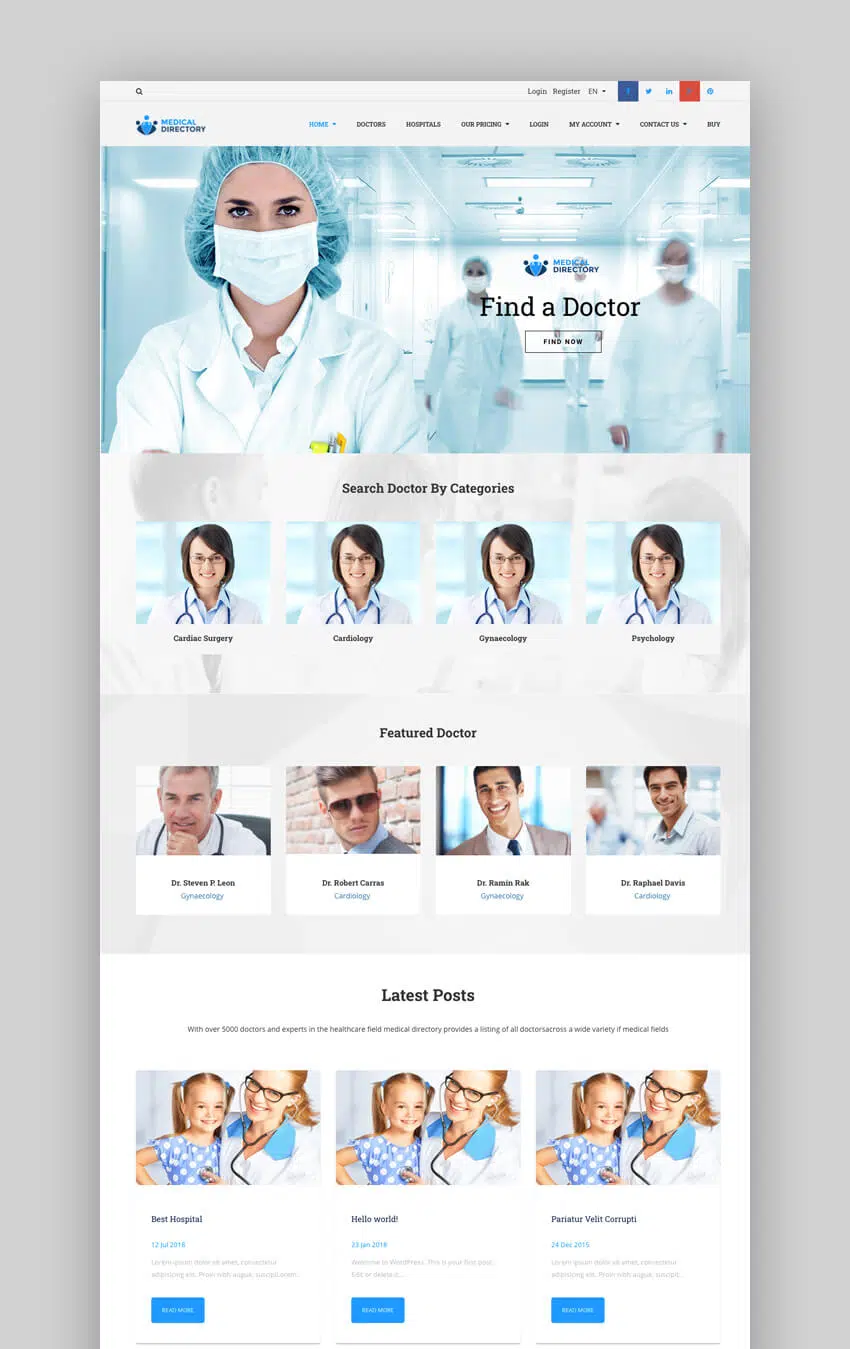 Login Register EN
MEDICAL
DIRECTORY
HOME DOCTORS HOSPITALS OUR PRICING LOGIN MY ACCOUNT CONTACT US BUY
MEDICAL
DIRECTORY
Find a Doctor
FIND NOW
Search Doctor By Categories
Cardiac Surgery Cardiology Gynaecology Psychology
Featured Doctor
Dr. Steven P. Leon Dr. Robert Carras Dr. Ramin Rak Dr. Raphael Davis
Gynaecology Cardiology Gynaecology Cardiology
Latest Posts
With over 5000 doctors and experts in the healthcare field medical directory provides a listing of all doctorsacross a wide variety if medical fields
Best Hospital
12 Jul 2018
Lorem ipsum dolor sit amet, consectetur
adipisicing elit. Proin nibh augue, suscipitLorem...
READ MORE
Hello world!
23 Jan 2018
Welcome to WordPress. This is your first post.
Edit or delete it,...
READ MORE
Pariatur Velit Corrupti
24 Dec 2015
Lorem ipsum dolor sit amet, consectetur
adipisicing elit. Proin nibh augue, suscipit...
READ MORE